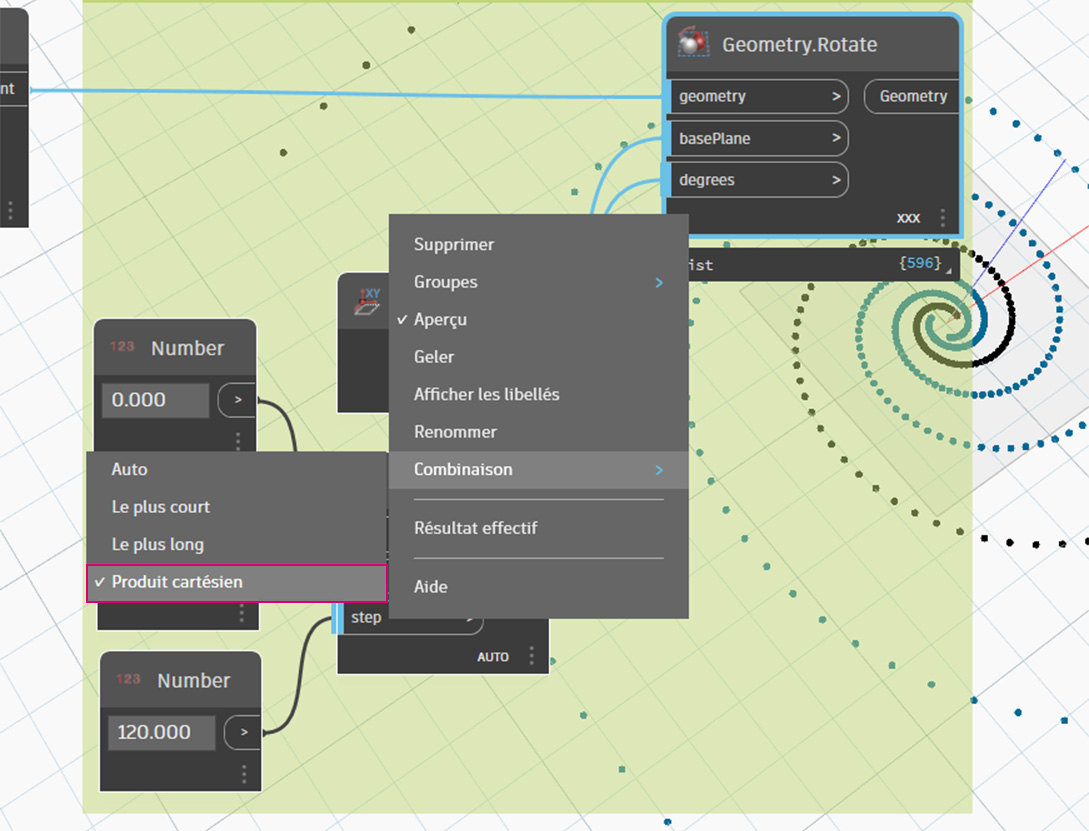 nt
Geometry.Rotate
geometry >
Geometry
basePlane >
degrees >
XXX
ist
{596}
XY
123 Number
0.000 >
Supprimer
Groupes >
✓ Aperçu
Geler
Afficher les libellés
Renommer
Combinaison >
Résultat effectif
Aide
Auto
Le plus court
Le plus long
✓ Produit cartésien
step >
AUTO
123 Number
120.000 >